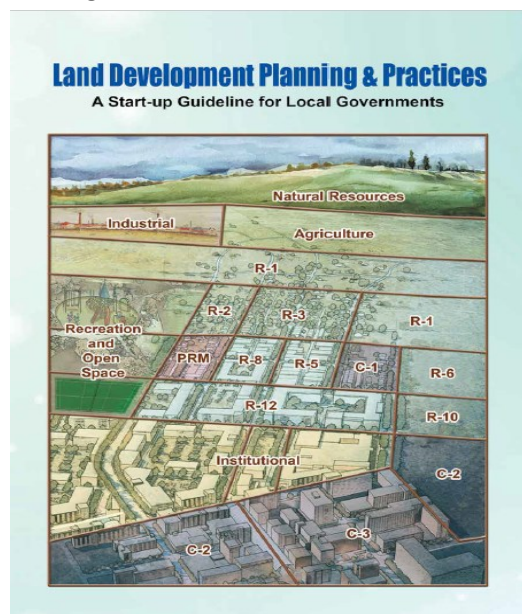 Land Development Planning & Practices
A Start-up Guideline for Local Governments
Natural Resources
Industrial
Agriculture
R-1
R-2
R-3
R-1
Recreation
and
Open
Space
PRM
R-8
R-5
C-1
R-6
R-12
R-10
Institutional
C-2
C-2
C-3